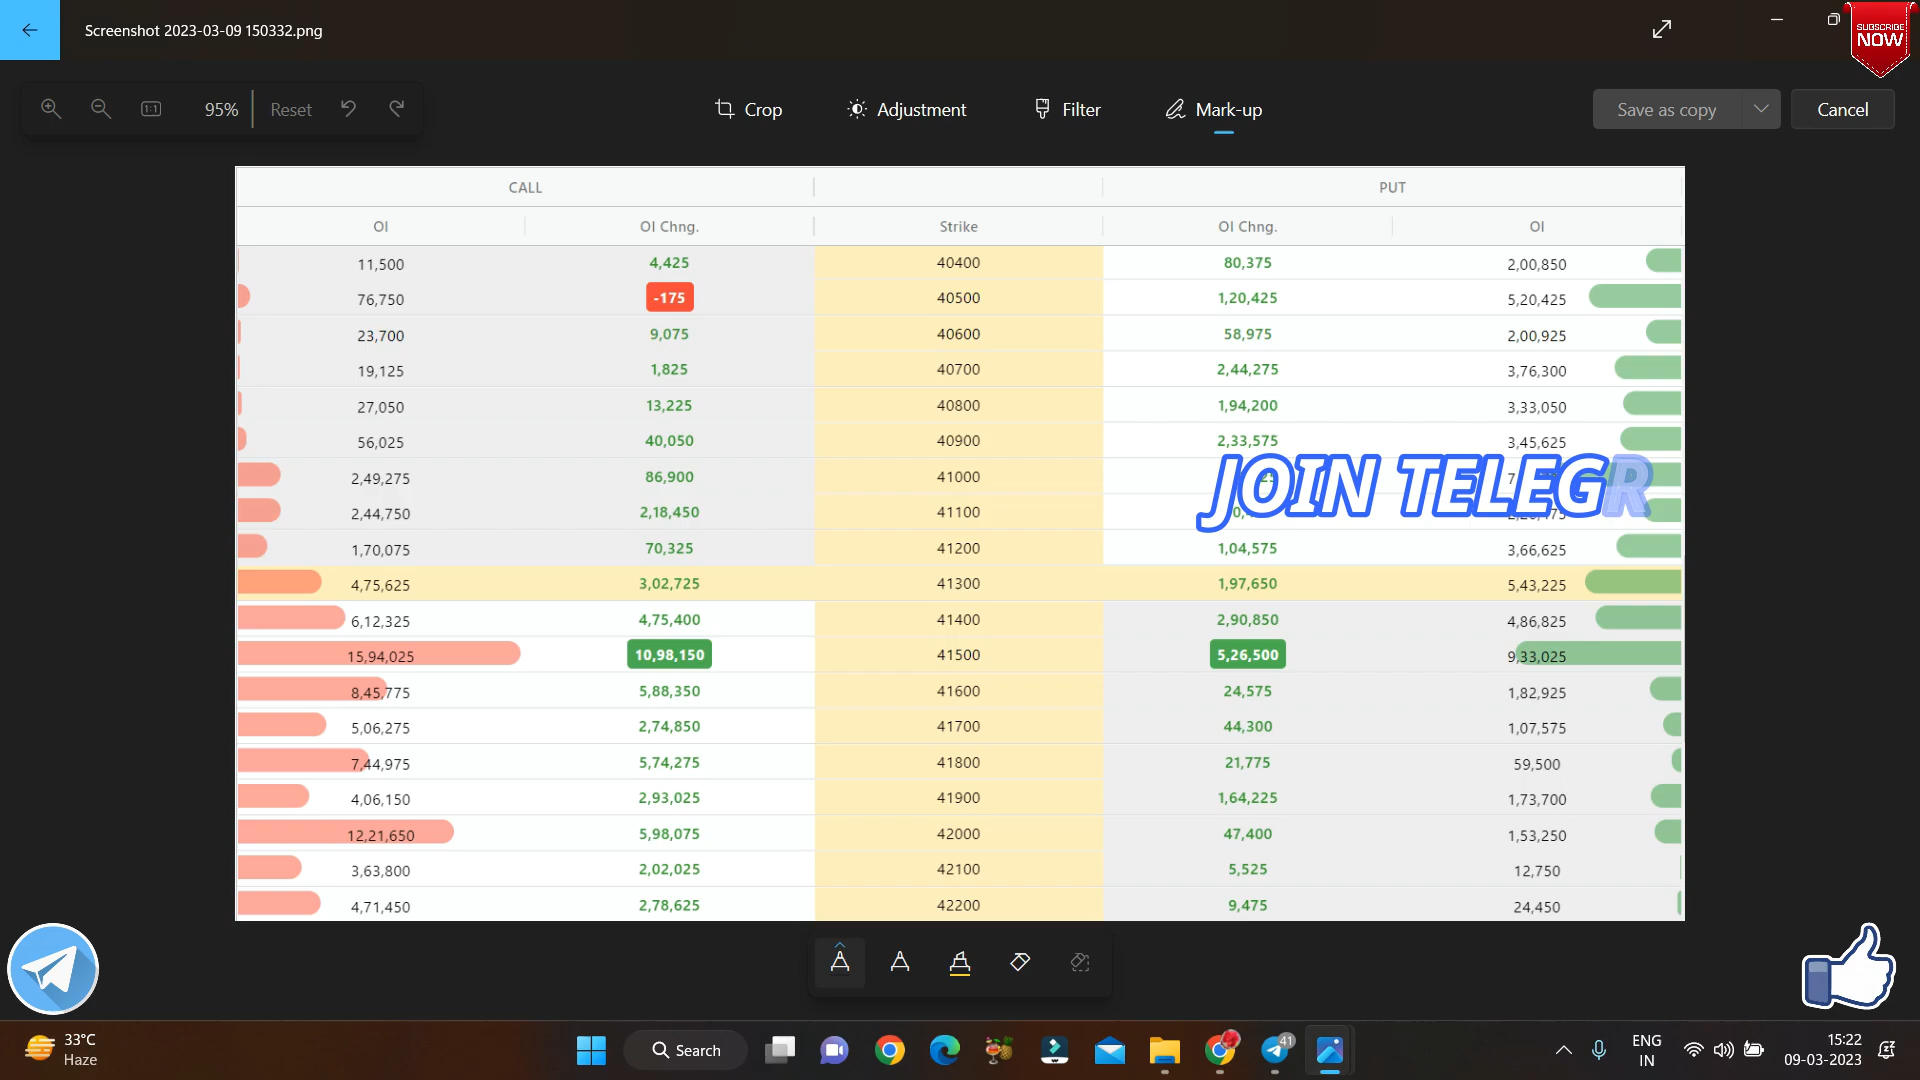 Screenshot 2023-03-09 150332.png
SUBSCRIBE
NOW
95%
Reset
Crop
Adjustment
Filter
Mark-up
Save as copy
Cancel
CALL PUT
OI OI Chng. Strike OI Chng. OI
11,500 4,425 40400 80,375 2,00,850
76,750 -175 40500 1,20,425 5,20,425
23,700 9,075 40600 58,975 2,00,925
19,125 1,825 40700 2,44,275 3,76,300
27,050 13,225 40800 1,94,200 3,33,050
56,025 40,050 40900 2,33,575 3,45,625
2,49,275 86,900 41000
JOIN TELEGR
2,44,750 2,18,450 41100
1,70,075 70,325 41200 1,04,575 3,66,625
4,75,625 3,02,725 41300 1,97,650 5,43,225
6,12,325 4,75,400 41400 2,90,850 4,86,825
15,94,025 10,98,150 41500 5,26,500 9,33,025
8,45,775 5,88,350 41600 24,575 1,82,925
5,06,275 2,74,850 41700 44,300 1,07,575
7,44,975 5,74,275 41800 21,775 59,500
4,06,150 2,93,025 41900 1,64,225 1,73,700
12,21,650 5,98,075 42000 47,400 1,53,250
3,63,800 2,02,025 42100 5,525 12,750
4,71,450 2,78,625 42200 9,475 24,450
33°C
Haze
Search
41
ENG
IN
15:22
09-03-2023